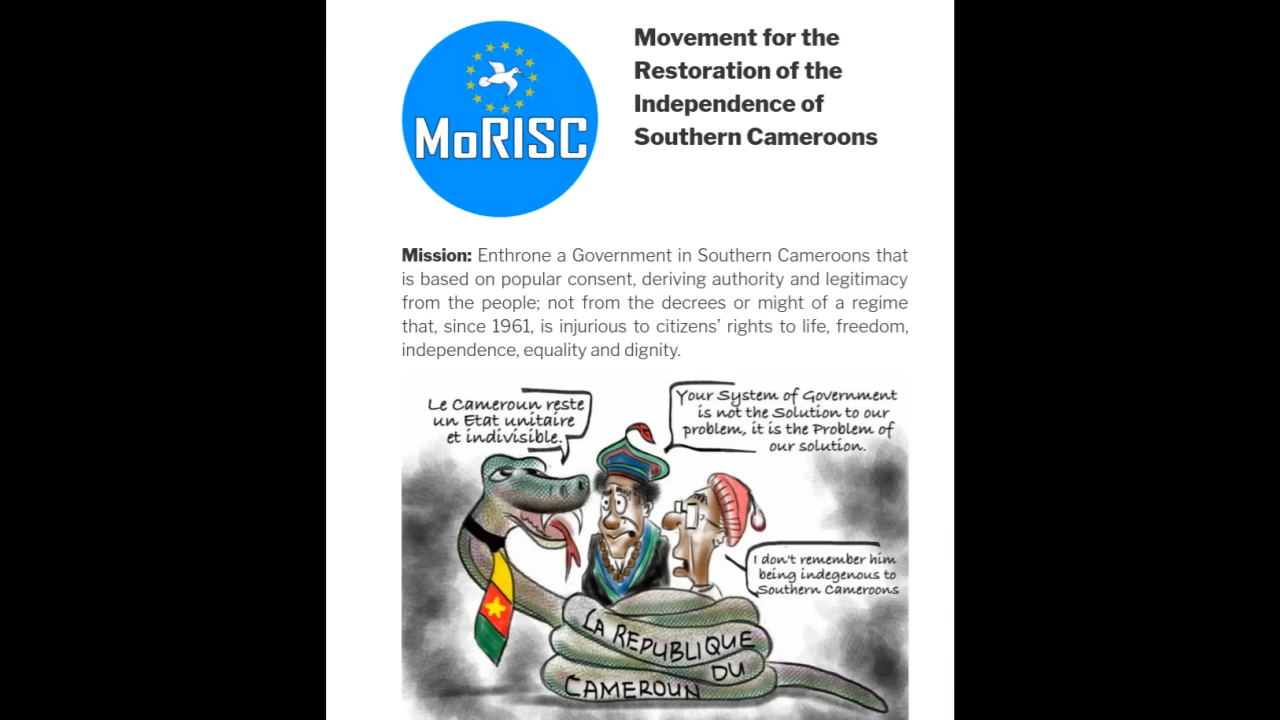 MoRISC
Movement for the
Restoration of the
Independence of
Southern Cameroons
Mission: Enthrone a Government in Southern Cameroons that
is based on popular consent, deriving authority and legitimacy
from the people; not from the decrees or might of a regime
that, since 1961, is injurious to citizens’ rights to life, freedom,
independence, equality and dignity.
Le Cameroun reste
un Etat unitaire
et indivisible.
Your System of Government
is not the Solution to our
problem, it is the Problem of
our solution.
I don't remember him
being indegenous to
Southern Cameroons
LA REPUBLIQUE
DU
CAMEROUN